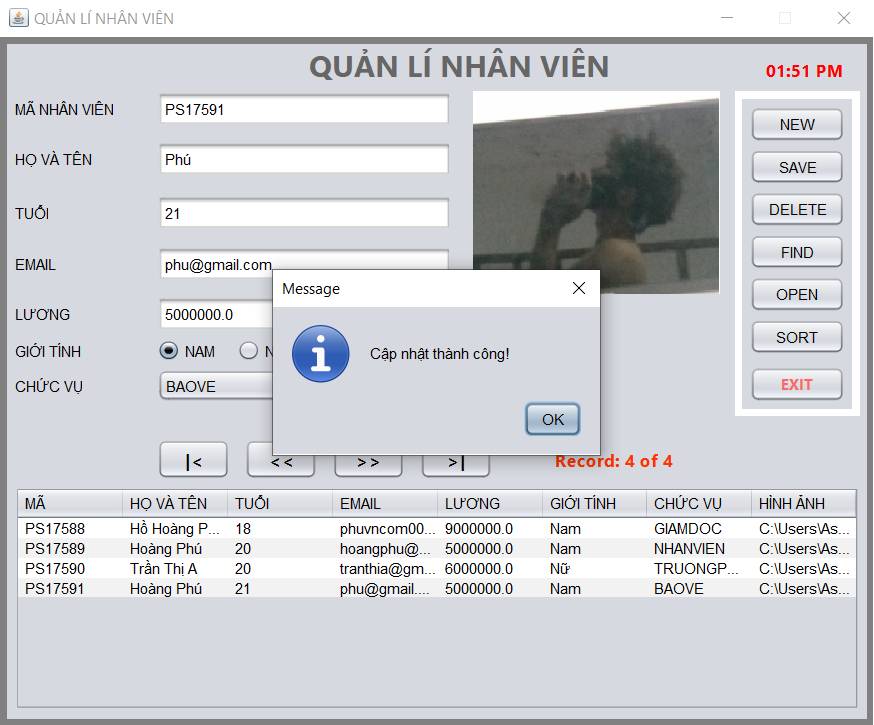 QUẢN LÍ NHÂN VIÊN
QUẢN LÍ NHÂN VIÊN
01:51 PM
MÃ NHÂN VIÊN PS17591
HỌ VÀ TÊN Phú
TUỔI 21
EMAIL phu@gmail.com
LƯƠNG 5000000.0
GIỚI TÍNH NAM N
CHỨC VỤ BAOVE
NEW
SAVE
DELETE
FIND
OPEN
SORT
EXIT
Message
Cập nhật thành công!
OK
|< << >> >|
Record: 4 of 4
MÃ HỌ VÀ TÊN TUỔI EMAIL LƯƠNG GIỚI TÍNH CHỨC VỤ HÌNH ẢNH
PS17588 Hồ Hoàng P... 18 phuvncom00... 9000000.0 Nam GIAMDOC C:\Users\As...
PS17589 Hoàng Phú 20 hoangphu@... 5000000.0 Nam NHANVIEN C:\Users\As...
PS17590 Trần Thị A 20 tranthia@gm... 6000000.0 Nữ TRUONGP... C:\Users\As...
PS17591 Hoàng Phú 21 phu@gmail.... 5000000.0 Nam BAOVE C:\Users\As...